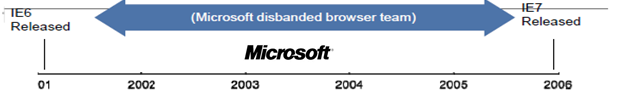 IE6
Released
(Microsoft disbanded browser team)
IE7
Released
Microsoft
01 2002 2003 2004 2005 2006